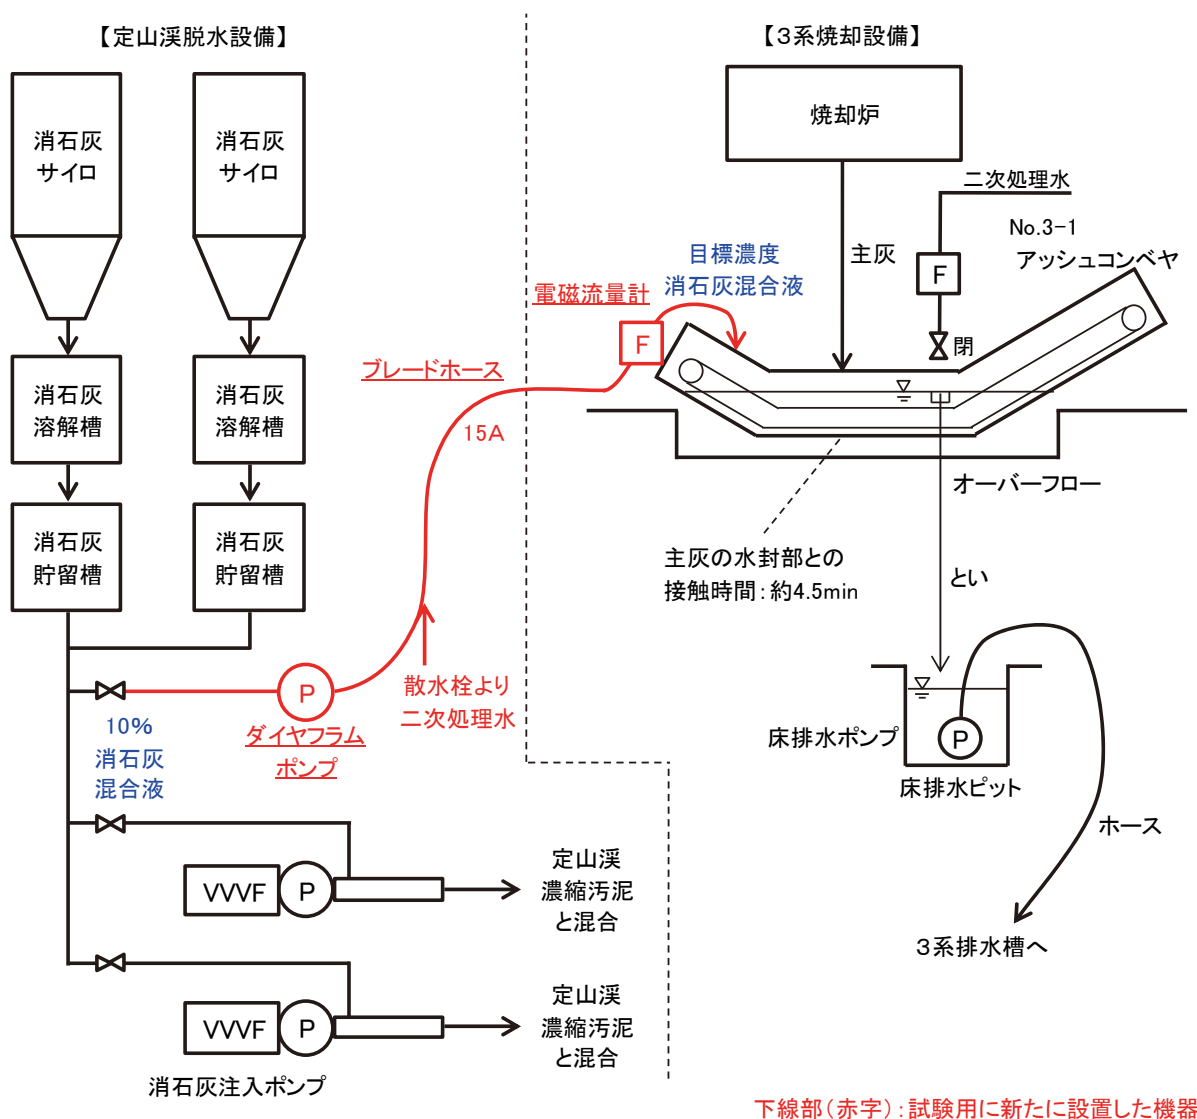 【定山渓脱水設備】
消石灰
サイロ
消石灰
サイロ
消石灰
溶解槽
消石灰
溶解槽
消石灰
貯留槽
消石灰
貯留槽
10%
消石灰
混合液
P
ダイヤフラム
ポンプ
散水栓より
二次処理水
ブレードホース
15A
電磁流量計
F
目標濃度
消石灰混合液
VVVF
P
定山渓
濃縮汚泥
と混合
VVVF
P
定山渓
濃縮汚泥
と混合
消石灰注入ポンプ
【3系焼却設備】
焼却炉
主灰
二次処理水
F
閉
No.3-1
アッシュコンベヤ
オーバーフロー
主灰の水封部との
接触時間:約4.5min
とい
床排水ポンプ
P
床排水ピット
ホース
3系排水槽へ
下線部(赤字):試験用に新たに設置した機器